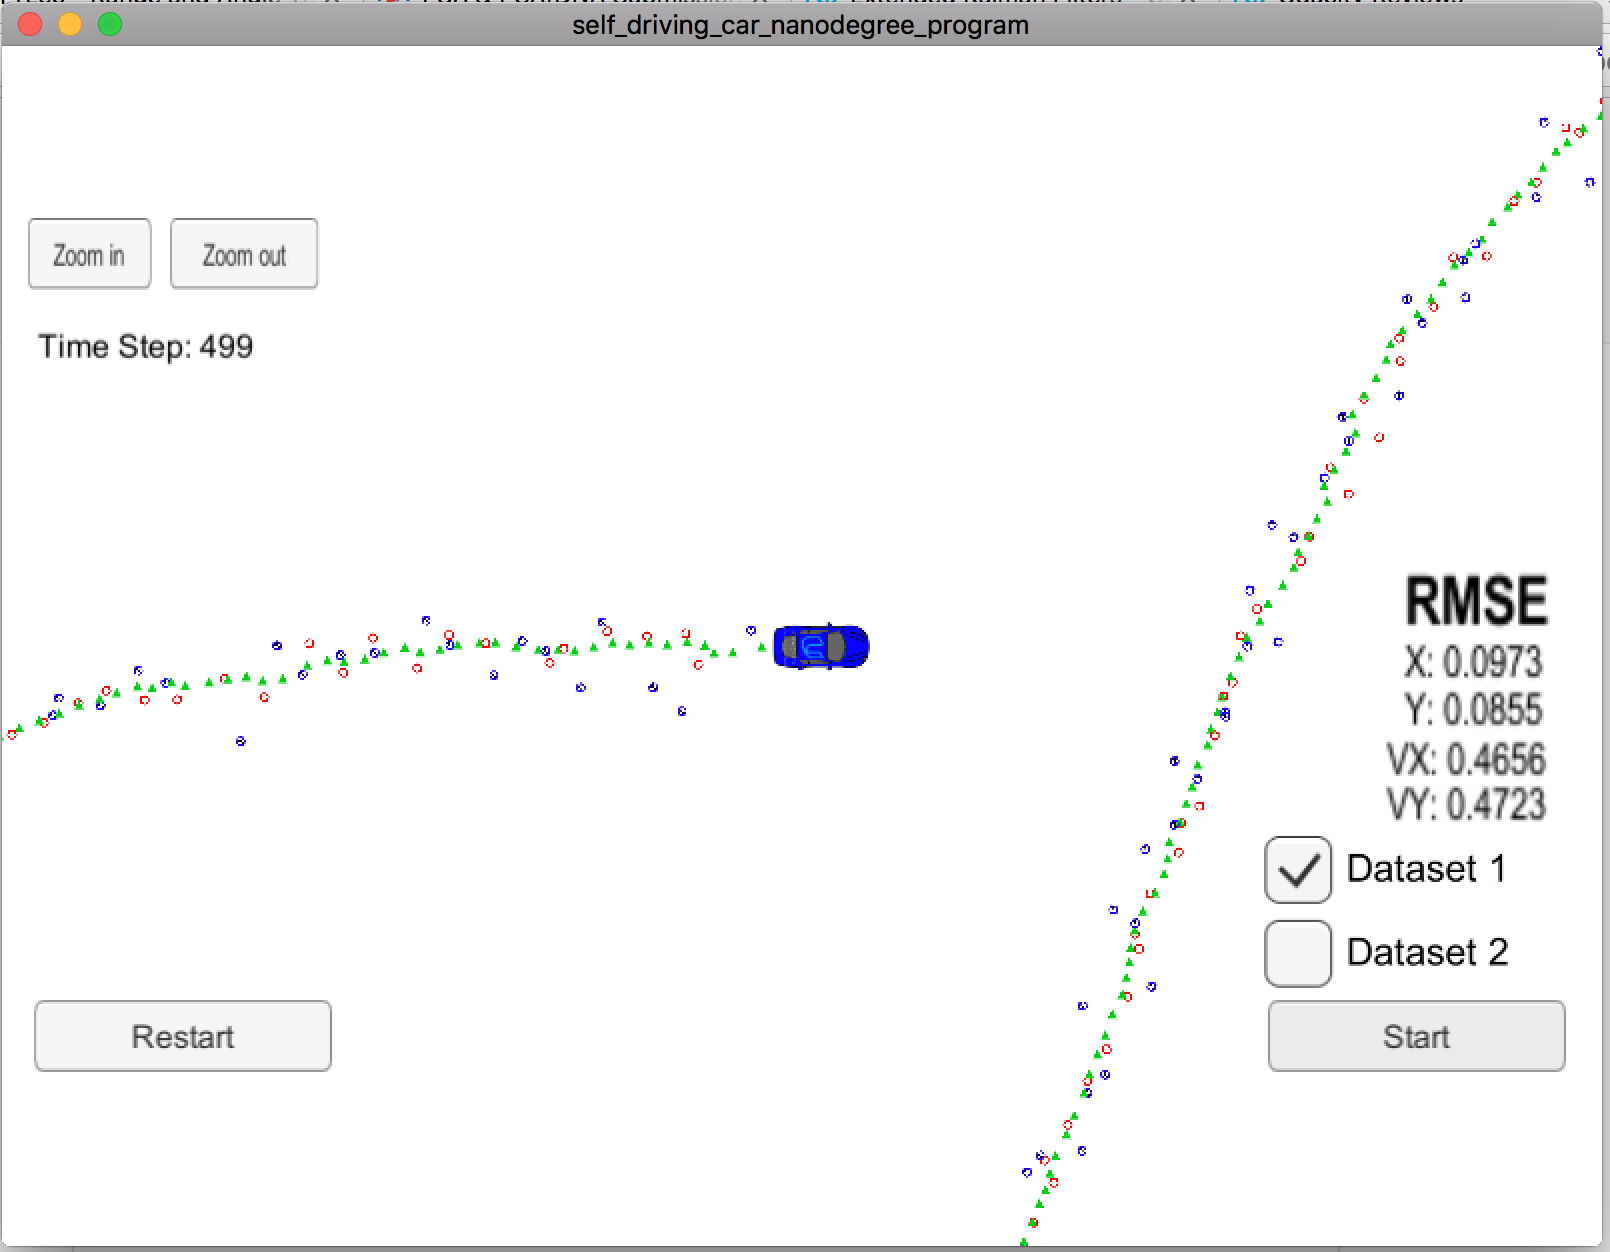 self_driving_car_nanodegree_program
Zoom in
Zoom out
Time Step: 499
RMSE
X: 0.0973
Y: 0.0855
VX: 0.4656
VY: 0.4723
Dataset 1
Dataset 2
Restart
Start